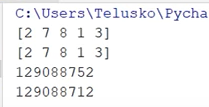 C:\Users\Telusko\Pycha
[2 7 8 1 3]
[2 7 8 1 3]
129088752
129088712